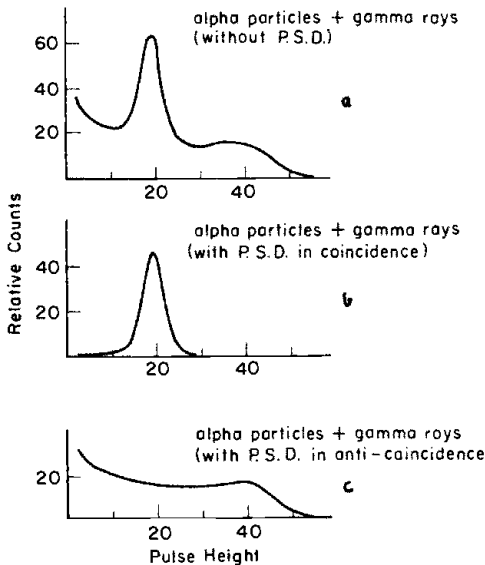 alpha particles + gamma rays
(without P.S.D.)
60
40
20
a
20
40
alpha particles + gamma rays
(with P.S.D. in coincidence)
40
20
b
20
40
alpha particles + gamma rays
(with P.S.D. in anti-coincidence
20
c
20
40
Relative Counts
Pulse Height